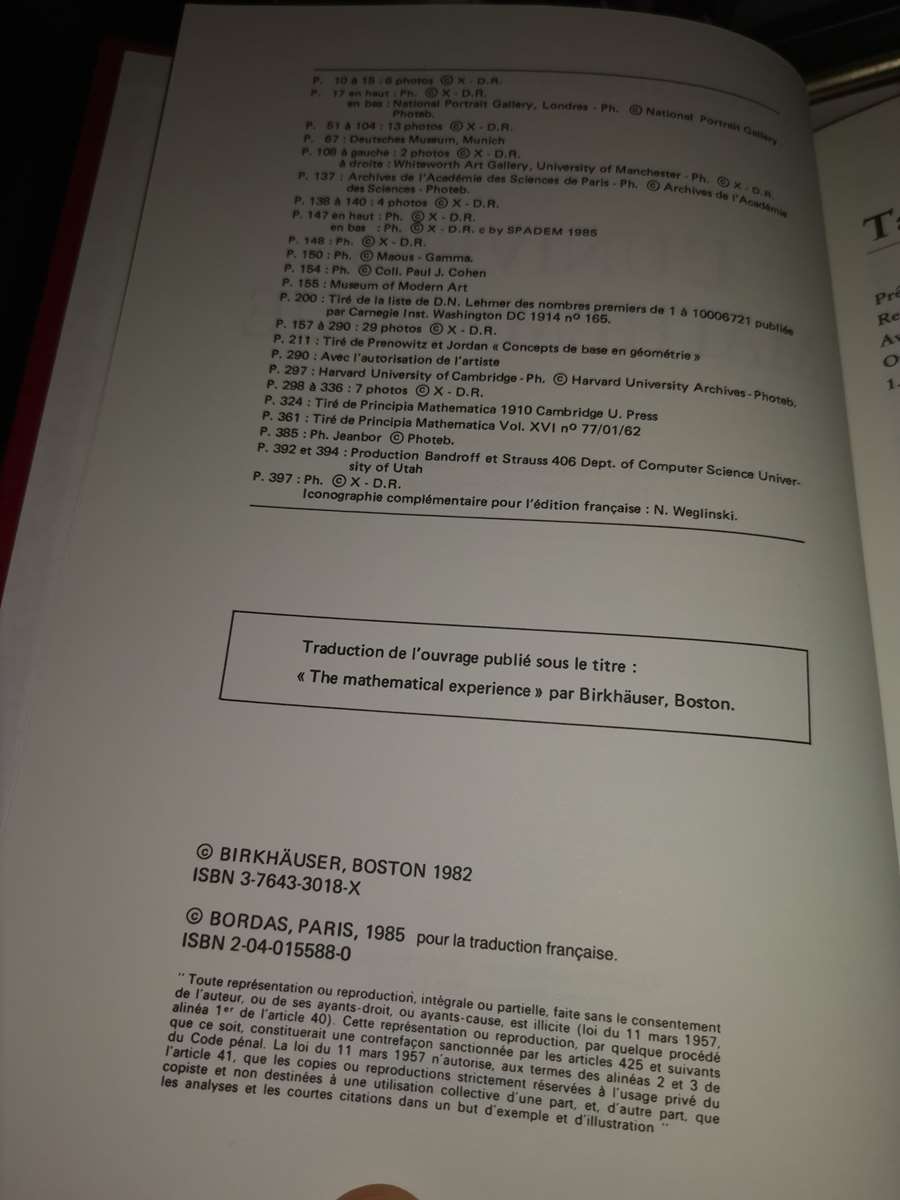 P. 10 à 15 : 6 photos © X - D.R.
P. 17 en haut : Ph. © X - D.R.
en bas : National Portrait Gallery, Londres - Ph. © National Portrait Gallery
Photeb.
P. 51 à 104 : 13 photos © X - D.R.
P. 67 : Deutsches Museum, Munich
P. 108 à gauche : 2 photos © X - D.R.
à droite : Whiteworth Art Gallery, University of Manchester - Ph. © X - D.R.
P. 137 : Archives de l'Académie des Sciences de Paris - Ph. © Archives de l'Académie
des Sciences - Photeb.
P. 138 à 140 : 4 photos © X - D.R.
P. 147 en haut : Ph. © X - D.R.
en bas : Ph. © X - D.R. c by SPADEM 1985
P. 148 : Ph. © X - D.R.
P. 150 : Ph. © Maous - Gamma.
P. 154 : Ph. © Coll. Paul J. Cohen
P. 155 : Museum of Modern Art
P. 200 : Tiré de la liste de D.N. Lehmer des nombres premiers de 1 à 10006721 publiée
par Carnegie Inst. Washington DC 1914 nº 165.
P. 157 à 290 : 29 photos © X - D.R.
P. 211 : Tiré de Prenowitz et Jordan « Concepts de base en géométrie »
P. 290 : Avec l'autorisation de l'artiste
P. 297 : Harvard University of Cambridge - Ph. © Harvard University Archives - Photeb.
P. 298 à 336 : 7 photos © X - D.R.
P. 324 : Tiré de Principia Mathematica 1910 Cambridge U. Press
P. 361 : Tiré de Principia Mathematica Vol. XVI nº 77/01/62
P. 385 : Ph. Jeanbor © Photeb.
P. 392 et 394 : Production Bandroff et Strauss 406 Dept. of Computer Science Univer-
sity of Utah
P. 397 : Ph. © X - D.R.
Iconographie complémentaire pour l'édition française : N. Weglinski.
Traduction de l'ouvrage publié sous le titre :
« The mathematical experience » par Birkhäuser, Boston.
© BIRKHÄUSER, BOSTON 1982
ISBN 3-7643-3018-X
© BORDAS, PARIS, 1985 pour la traduction française.
ISBN 2-04-015588-0
"Toute représentation ou reproduction, intégrale ou partielle, faite sans le consentement
de l'auteur, ou de ses ayants-droit, ou ayants-cause, est illicite (loi du 11 mars 1957,
alinéa 1er de l'article 40). Cette représentation ou reproduction, par quelque procédé
que ce soit, constituerait une contrefaçon sanctionnée par les articles 425 et suivants
du Code pénal. La loi du 11 mars 1957 n'autorise, aux termes des alinéas 2 et 3 de
l'article 41, que les copies ou reproductions strictement réservées à l'usage privé du
copiste et non destinées à une utilisation collective d'une part, et, d'autre part, que
les analyses et les courtes citations dans un but d'exemple et d'illustration"